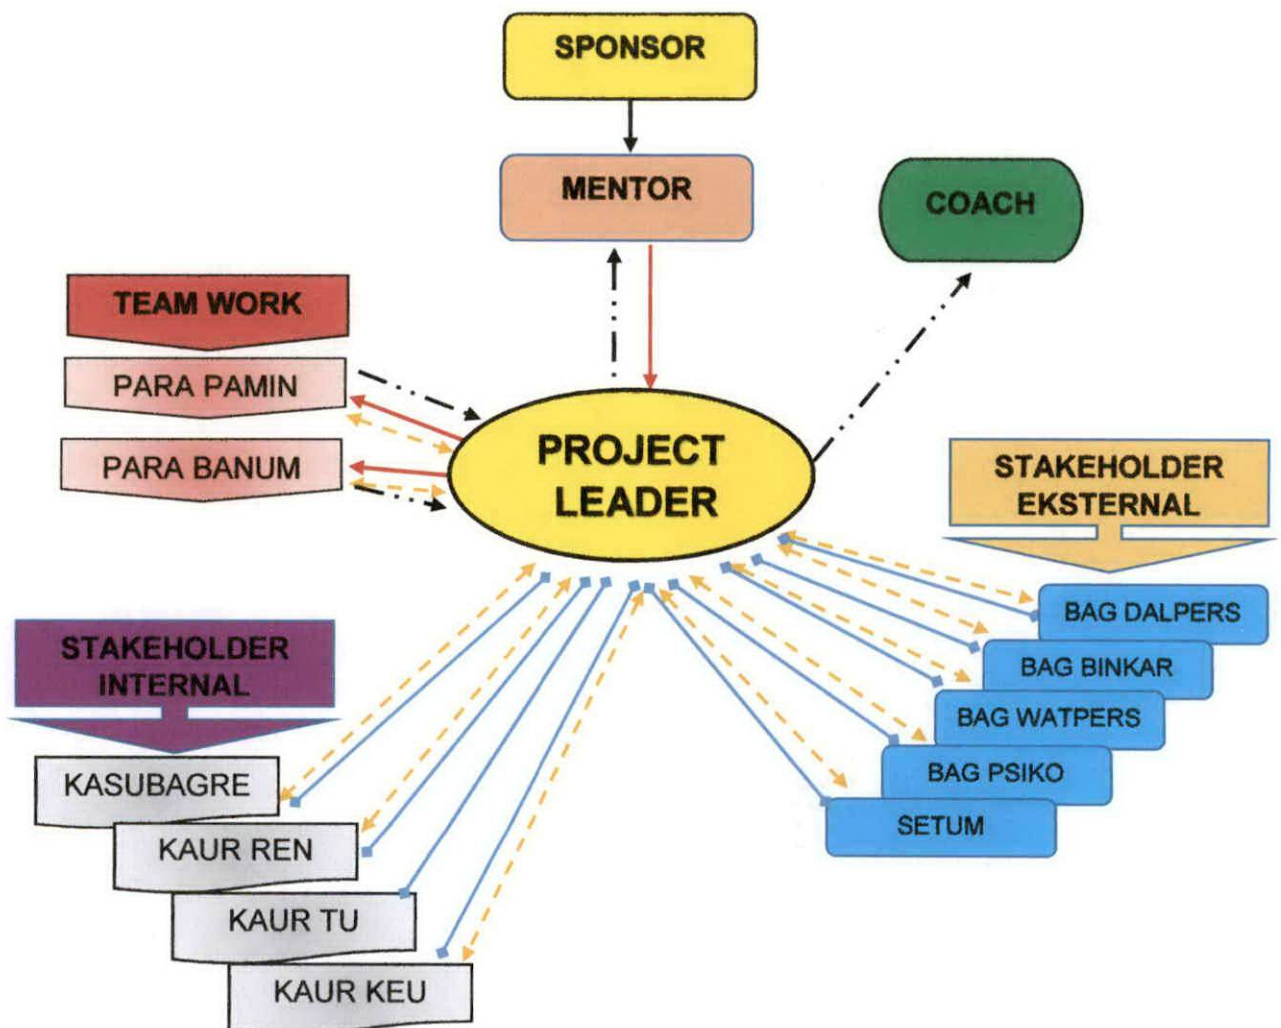 SPONSOR
MENTOR
COACH
TEAM WORK
PARA PAMIN
PARA BANUM
PROJECT
LEADER
STAKEHOLDER
EKSTERNAL
BAG DALPERS
BAG BINKAR
BAG WATPERS
BAG PSIKO
SETUM
STAKEHOLDER
INTERNAL
KASUBAGRE
KAUR REN
KAUR TU
KAUR KEU